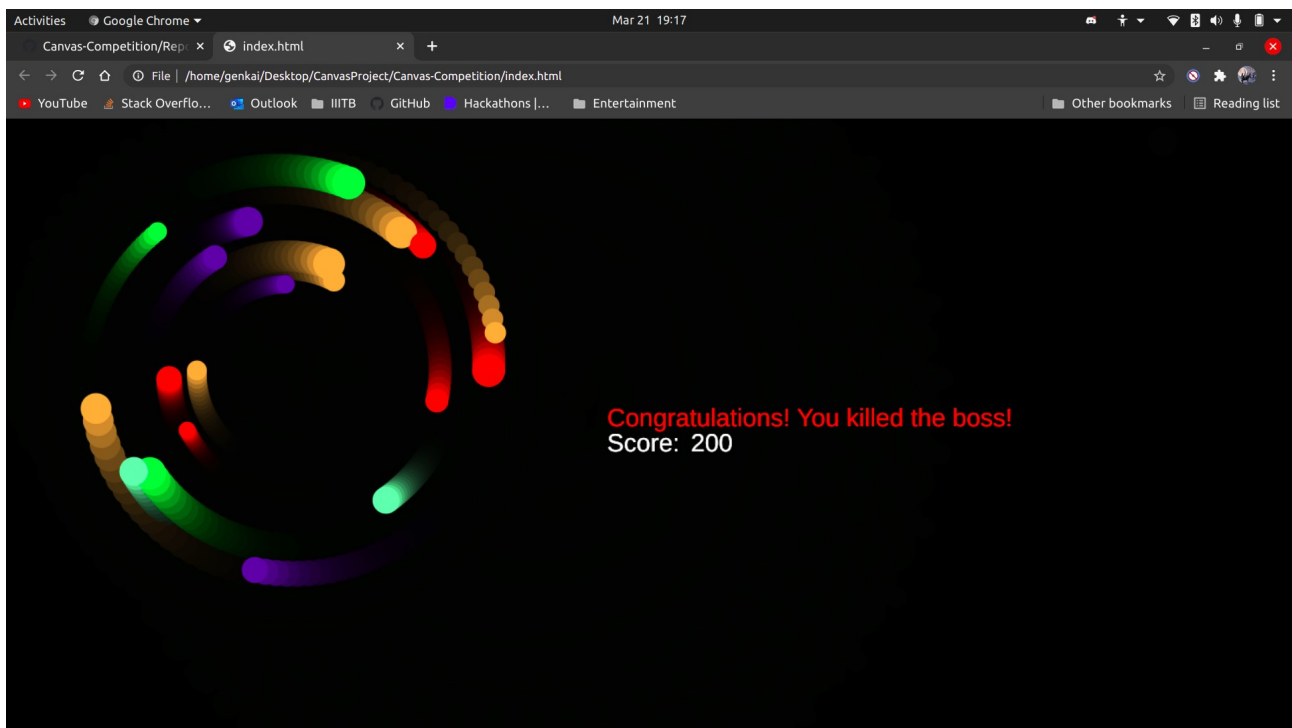 Activities Google Chrome Mar 21 19:17
Canvas-Competition/Rep index.html
File /home/genkai/Desktop/CanvasProject/Canvas-Competition/index.html
YouTube Stack Overflo... Outlook IIITB GitHub Hackathons |... Entertainment Other bookmarks Reading list
Congratulations! You killed the boss!
Score: 200